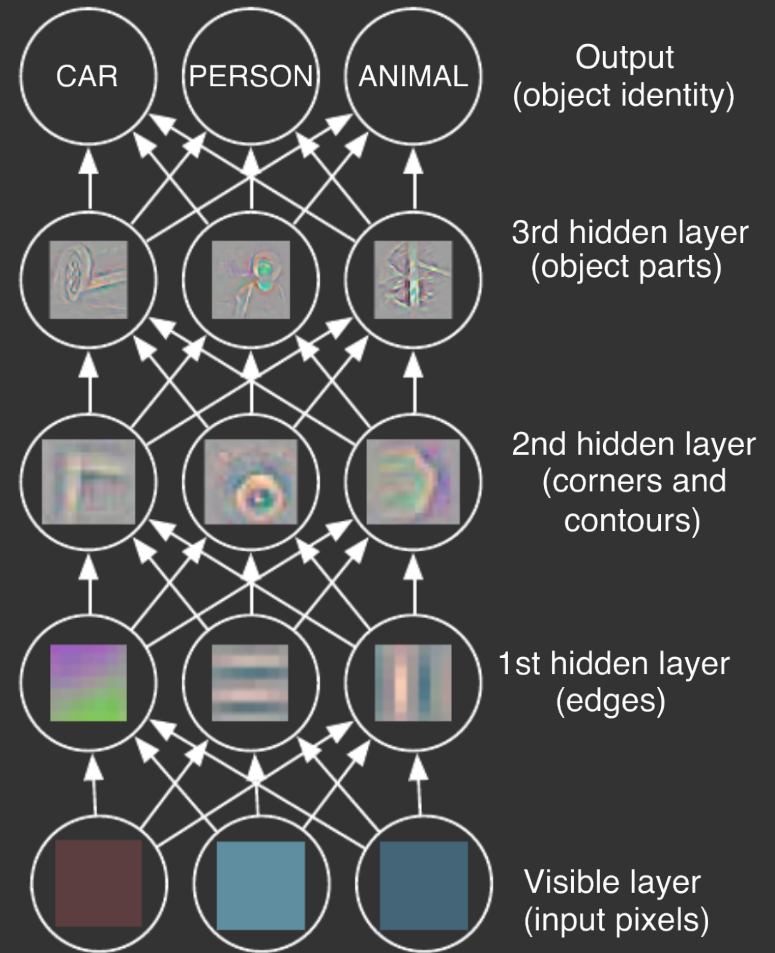 CAR PERSON ANIMAL
Output
(object identity)
3rd hidden layer
(object parts)
2nd hidden layer
(corners and
contours)
1st hidden layer
(edges)
Visible layer
(input pixels)